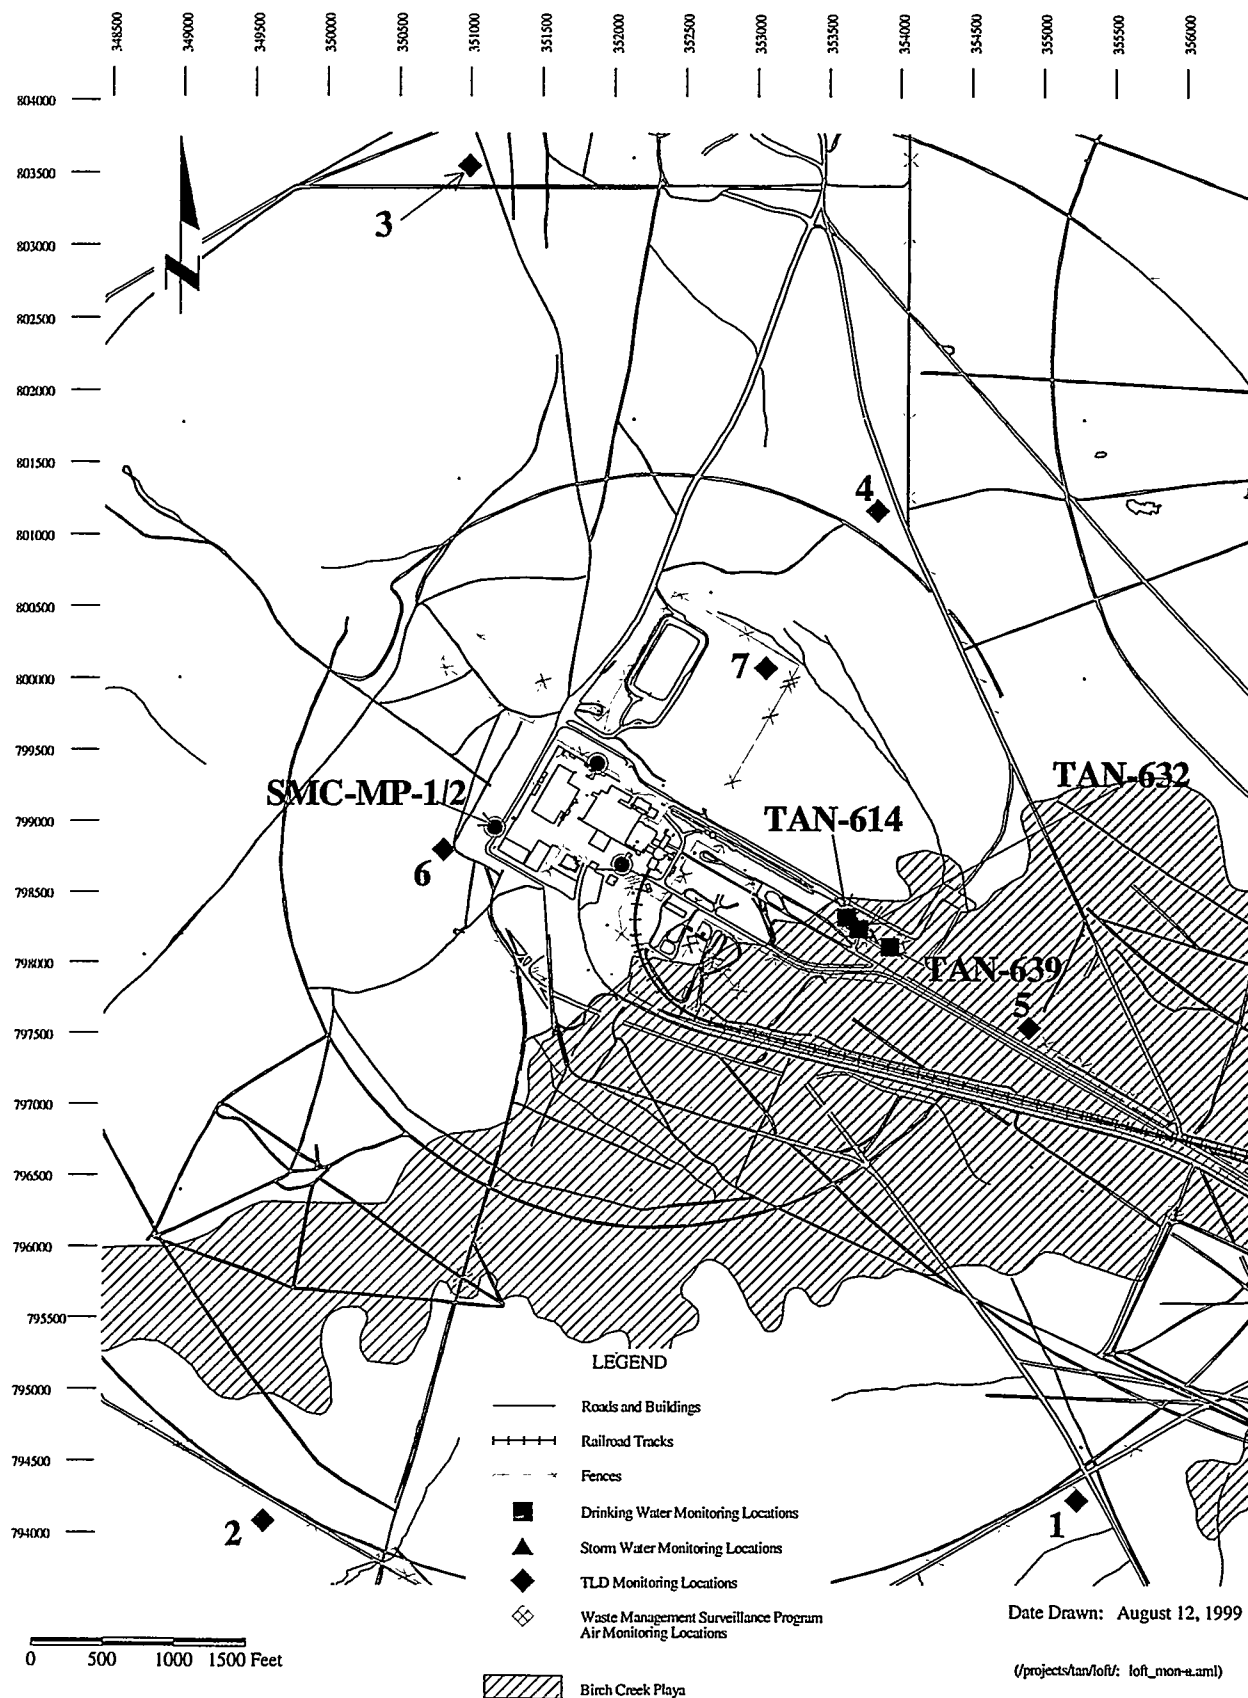 348500 349000 349500 350000 350500 351000 351500 352000 352500 353000 353500 354000 354500 355000 355500 356000
804000
803500
3
803000
802500
802000
801500
4
801000
800500
7
800000
799500
TAN-632
SMC-MP-1/2
TAN-614
799000
6
798500
798000
TAN-639
5
797500
797000
796500
796000
795500
LEGEND
795000
Roads and Buildings
Railroad Tracks
794500
Fences
Drinking Water Monitoring Locations
794000
2
1
Storm Water Monitoring Locations
TLD Monitoring Locations
Waste Management Surveillance Program
Air Monitoring Locations
Date Drawn: August 12, 1999
0 500 1000 1500 Feet
(/projects/tan/loft/: loft_mon-a.aml)
Birch Creek Playa